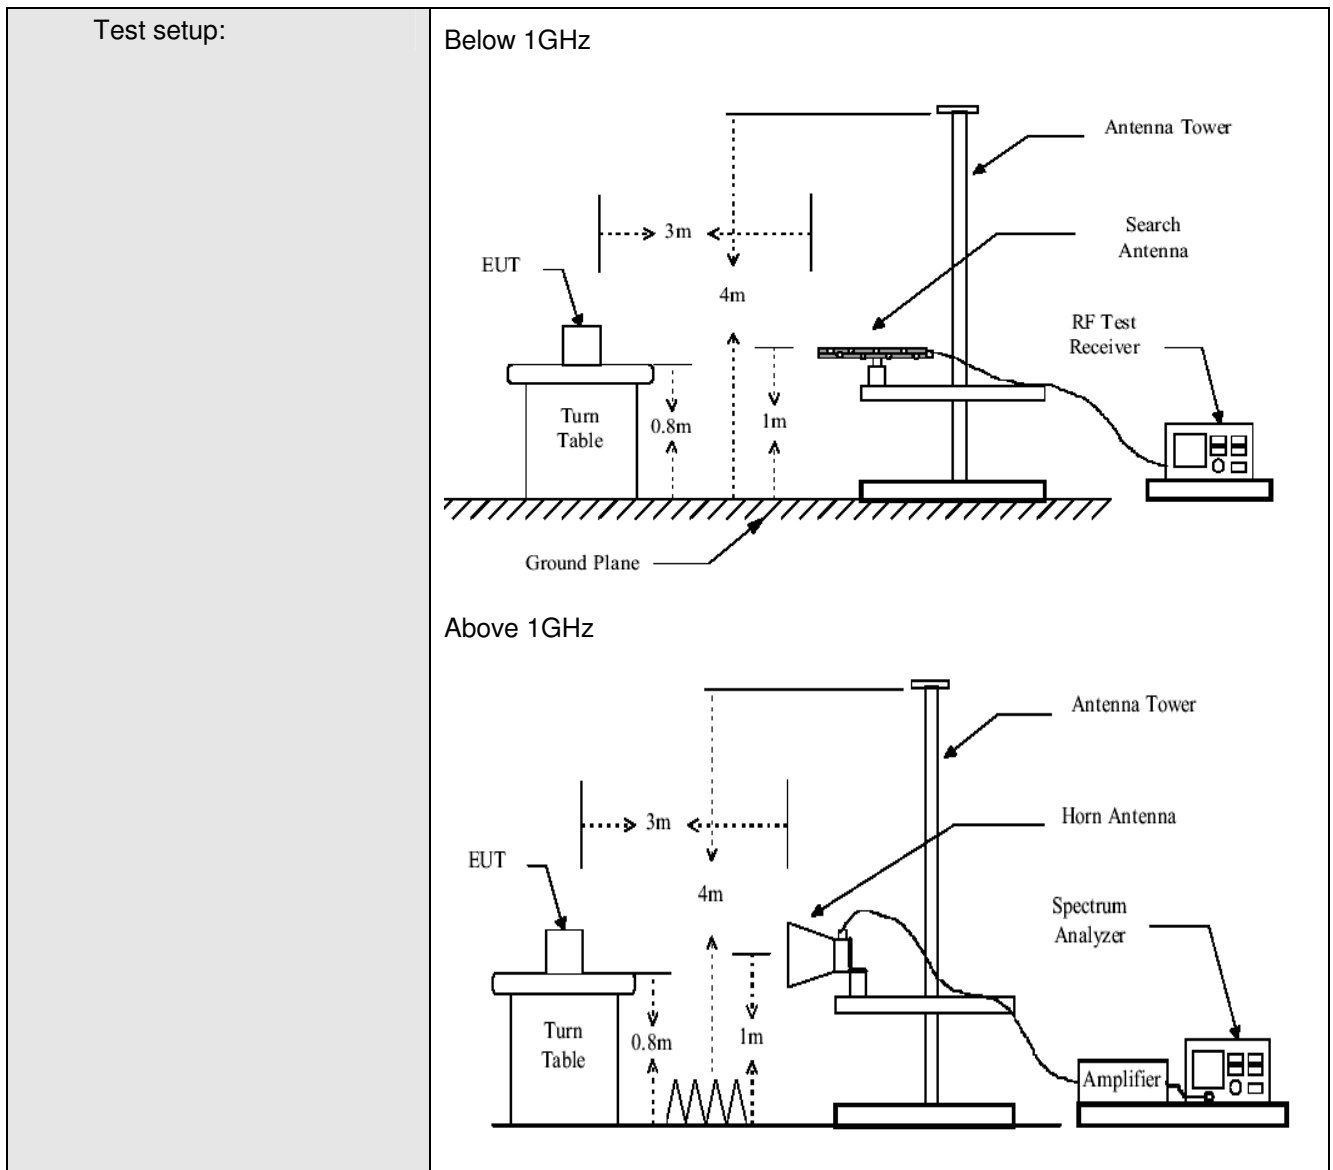 Test setup:
Below 1GHz
Antenna Tower
Search
Antenna
3m
EUT
4m
RF Test
Receiver
Turn
Table
0.8m
1m
Ground Plane
Above 1GHz
Antenna Tower
Horn Antenna
3m
EUT
4m
Spectrum
Analyzer
Turn
Table
0.8m
1m
Amplifier